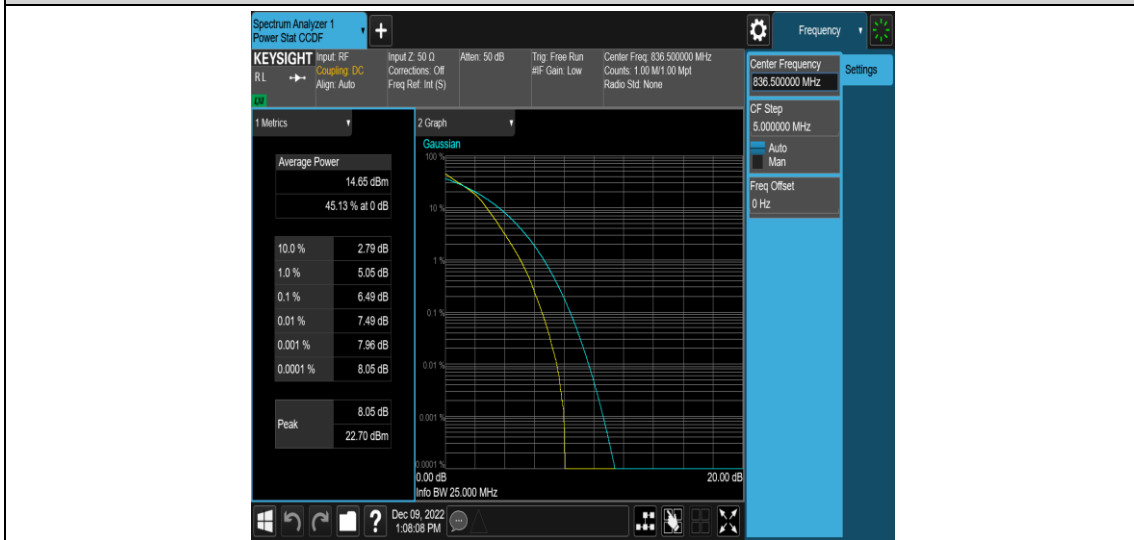 Spectrum Analyzer 1
Power Stat CCDF
Frequency
KEYSIGHT
RL
LXI
Input: RF
Coupling: DC
Align: Auto
Input Z: 50 Ω
Corrections: Off
Freq Ref: Int (S)
Atten: 50 dB
Trig: Free Run
#IF Gain: Low
Center Freq: 836.500000 MHz
Counts: 1.00 M/1.00 Mpt
Radio Std: None
Center Frequency
836.500000 MHz
Settings
CF Step
5.000000 MHz
Auto
Man
Freq Offset
0 Hz
1 Metrics
Average Power
14.65 dBm
45.13 % at 0 dB
10.0 % 2.79 dB
1.0 % 5.05 dB
0.1 % 6.49 dB
0.01 % 7.49 dB
0.001 % 7.96 dB
0.0001 % 8.05 dB
Peak
8.05 dB
22.70 dBm
2 Graph
Gaussian
100 %
10 %
1 %
0.1 %
0.01 %
0.001 %
0.0001 %
0.00 dB 20.00 dB
Info BW 25.000 MHz
Dec 09, 2022
1:08:08 PM